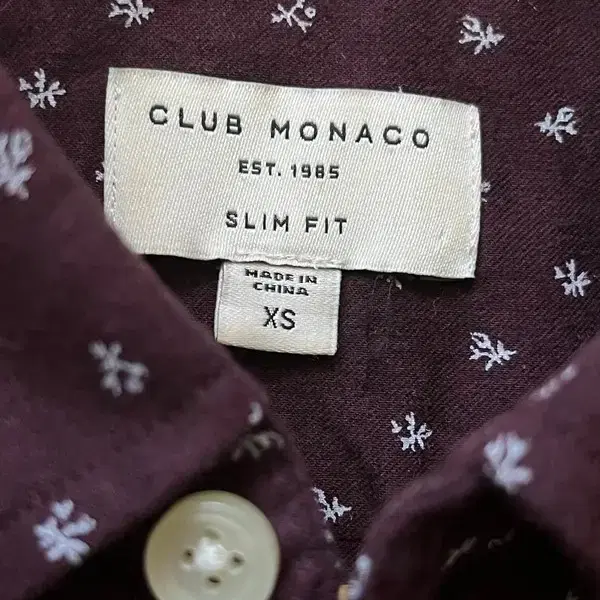 CLUB MONACO
EST. 1985
SLIM FIT
MADE IN
CHINA
XS